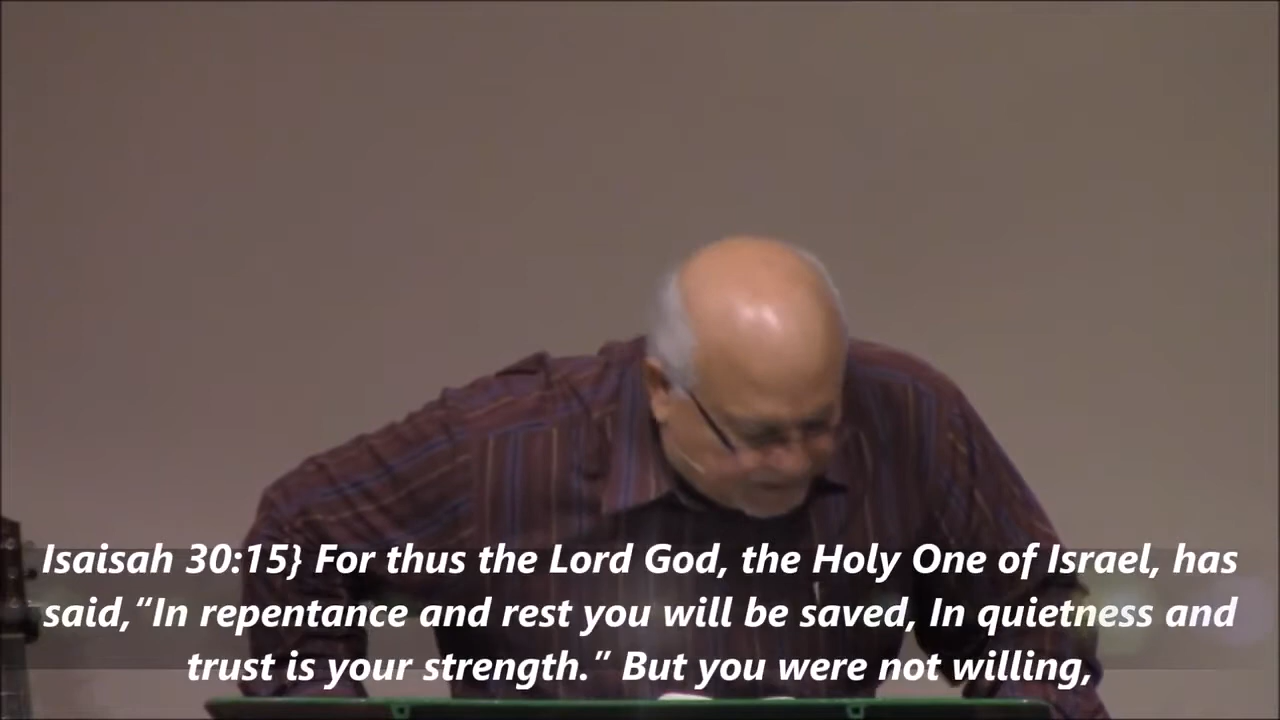 Isaisah 30:15} For thus the Lord God, the Holy One of Israel, has
said,“In repentance and rest you will be saved, In quietness and
trust is your strength.” But you were not willing,